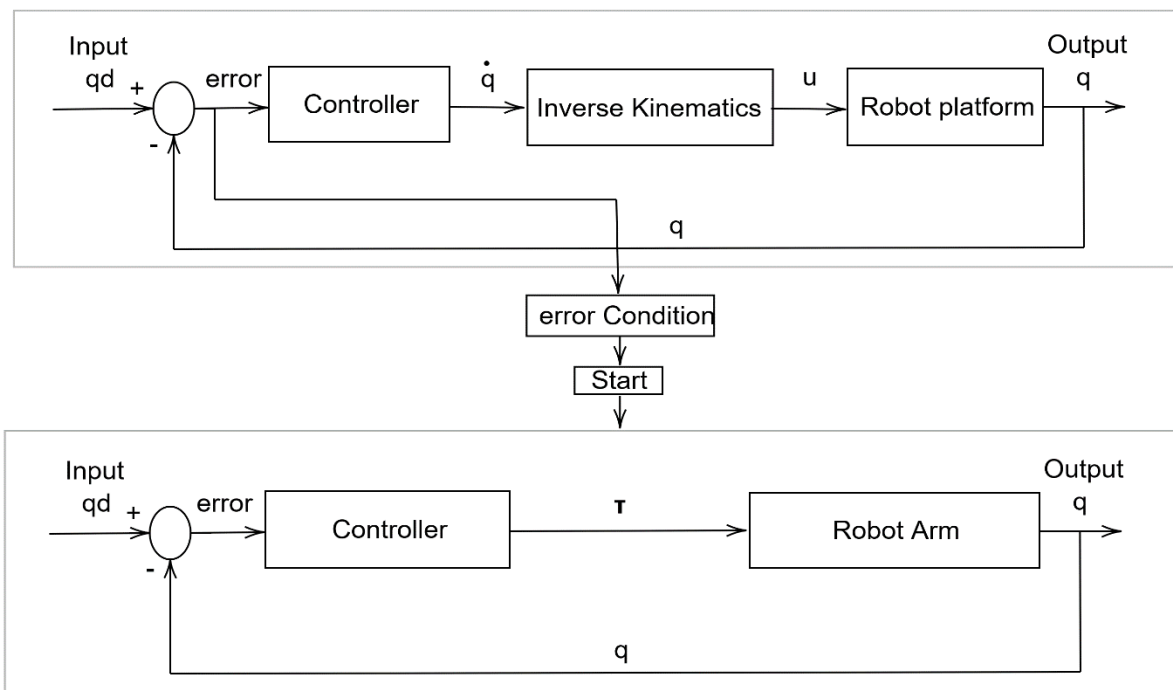 Input
qd
+
-
error
Controller
q̇
Inverse Kinematics
u
Robot platform
Output
q
q
error Condition
Start
Input
qd
+
-
error
Controller
τ
Robot Arm
Output
q
q